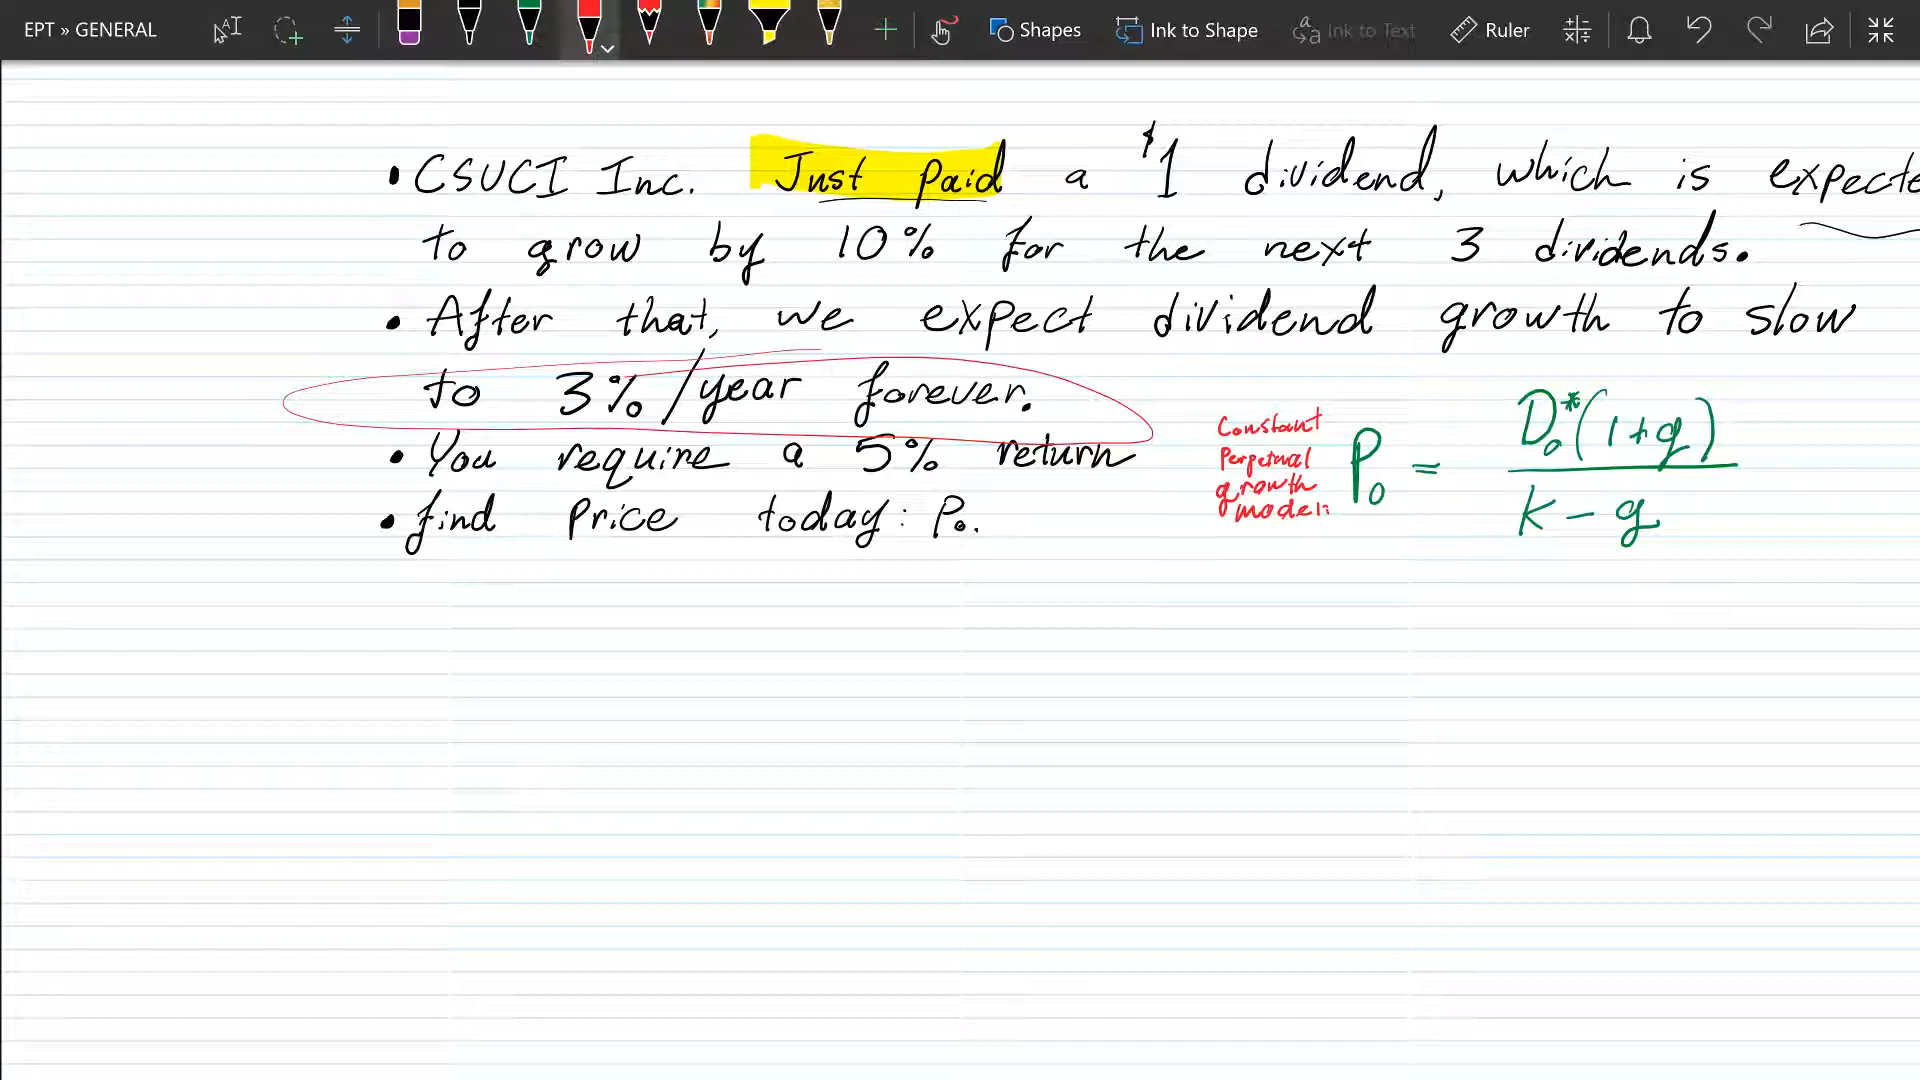 EPT » GENERAL
Shapes
Ink to Shape
Ink to Text
Ruler
• CSUCI Inc. Just paid a $1 dividend, which is expecte
to grow by 10% for the next 3 dividends.
• After that, we expect dividend growth to slow
to 3%/year forever.
• You require a 5% return
• find Price today: P₀.
Constant
Perpetual
growth
model:
P₀ = D₀*(1+g)
k - g